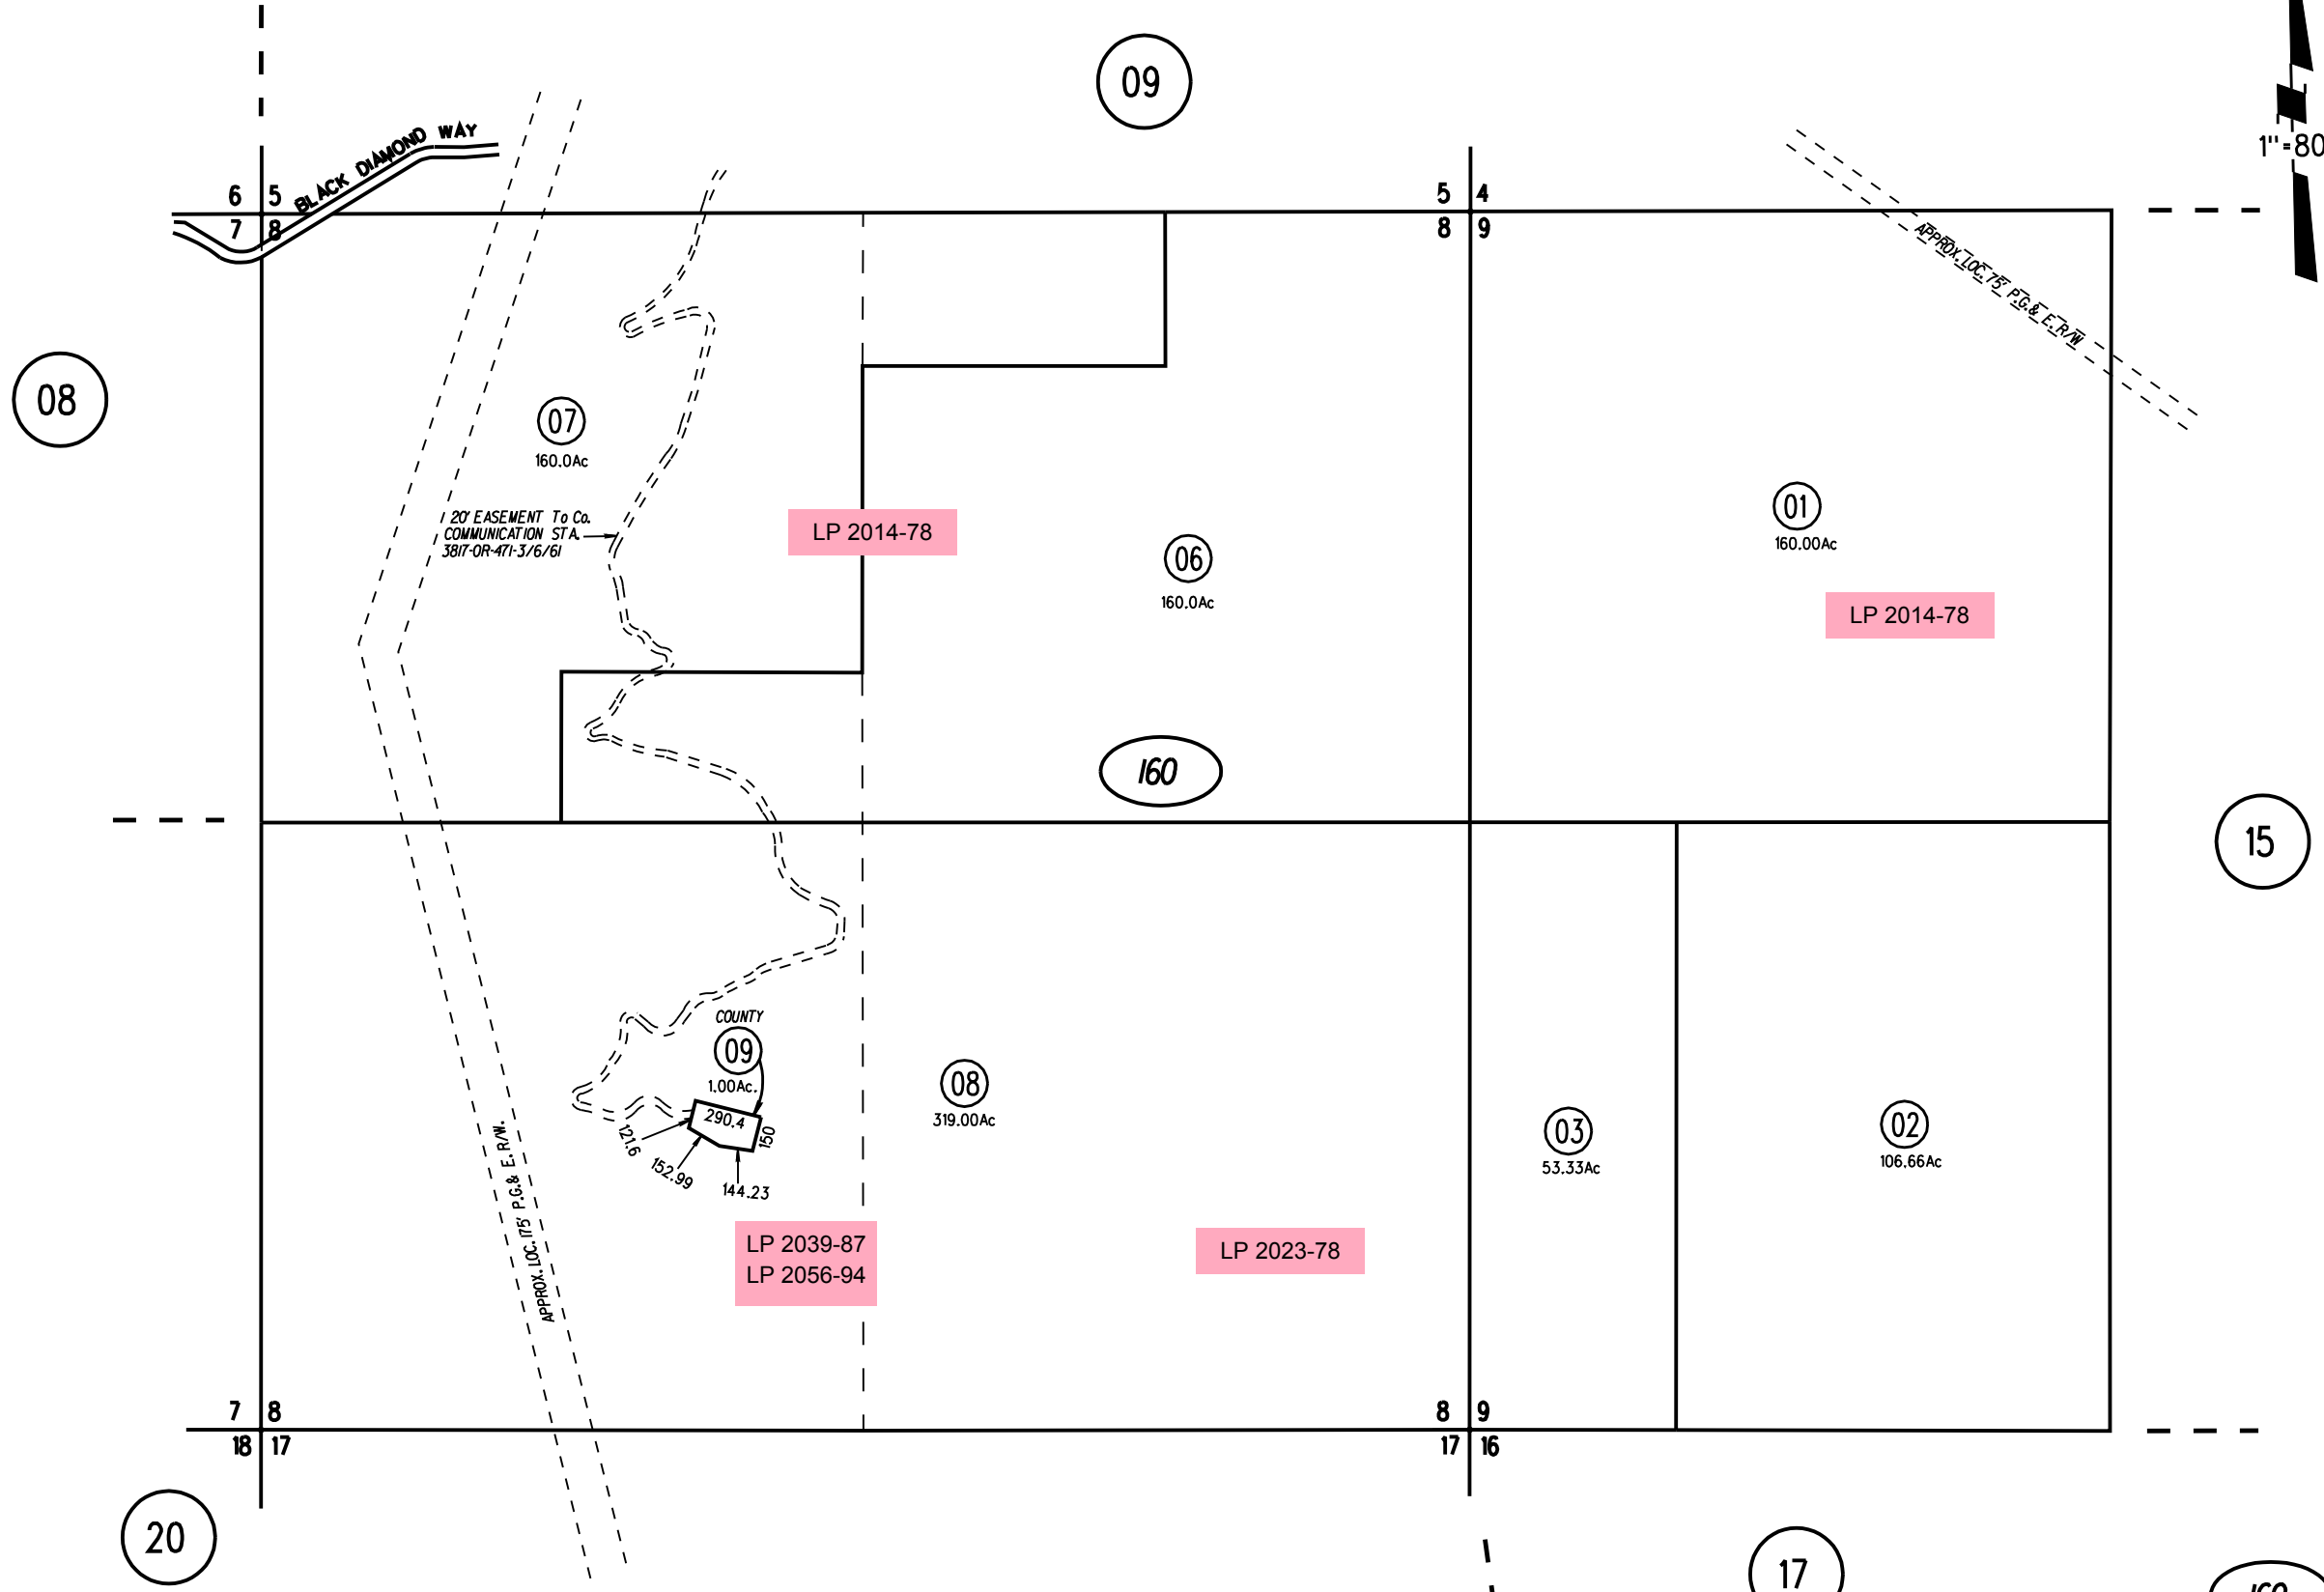 09
1"=80
BLACK DIAMOND WAY
6 5
7 8
5 4
8 9
APPROX. LOC. 75' P.G.& E. R/W
08
07
160.0Ac
20' EASEMENT To Co.
COMMUNICATION STA.
3817-OR-471-3/6/61
LP 2014-78
06
160.0Ac
01
160.00Ac
LP 2014-78
160
15
COUNTY
09
1.00Ac.
290.4
150
121.6
152.99
144.23
08
319.00Ac
03
53.33Ac
02
106.66Ac
APPROX. LOC. 175' P.G.& E. R/W.
LP 2039-87
LP 2056-94
LP 2023-78
7 8
18 17
8 9
17 16
20
17